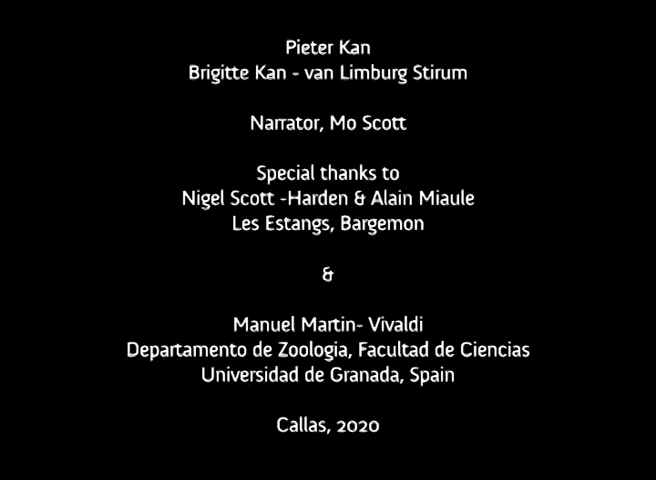 Pieter Kan
Brigitte Kan - van Limburg Stirum
Narrator, Mo Scott
Special thanks to
Nigel Scott -Harden & Alain Miaule
Les Estangs, Bargemon
&
Manuel Martin- Vivaldi
Departamento de Zoologia, Facultad de Ciencias
Universidad de Granada, Spain
Callas, 2020